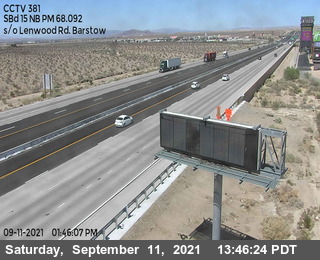 CCTV 381
SBd 15 NB PM 68.092
s/o Lenwood Rd. Barstow
09-11-2021 01:46:07 PM
Saturday, September 11, 2021 13:46:24 PDT